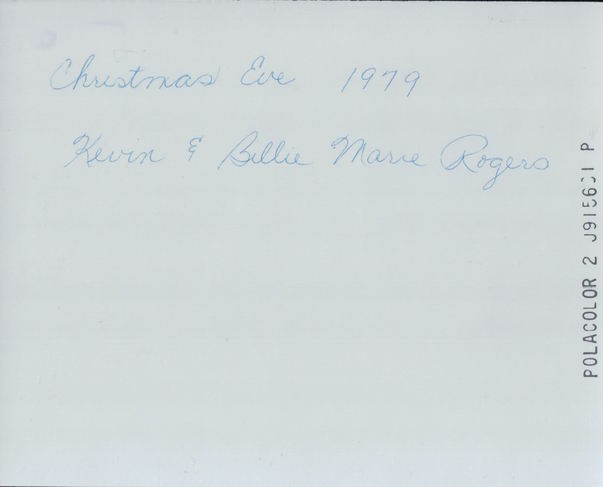 Christmas Eve 1979
Kevin & Billie Marie Rogers
POLACOLOR 2 P